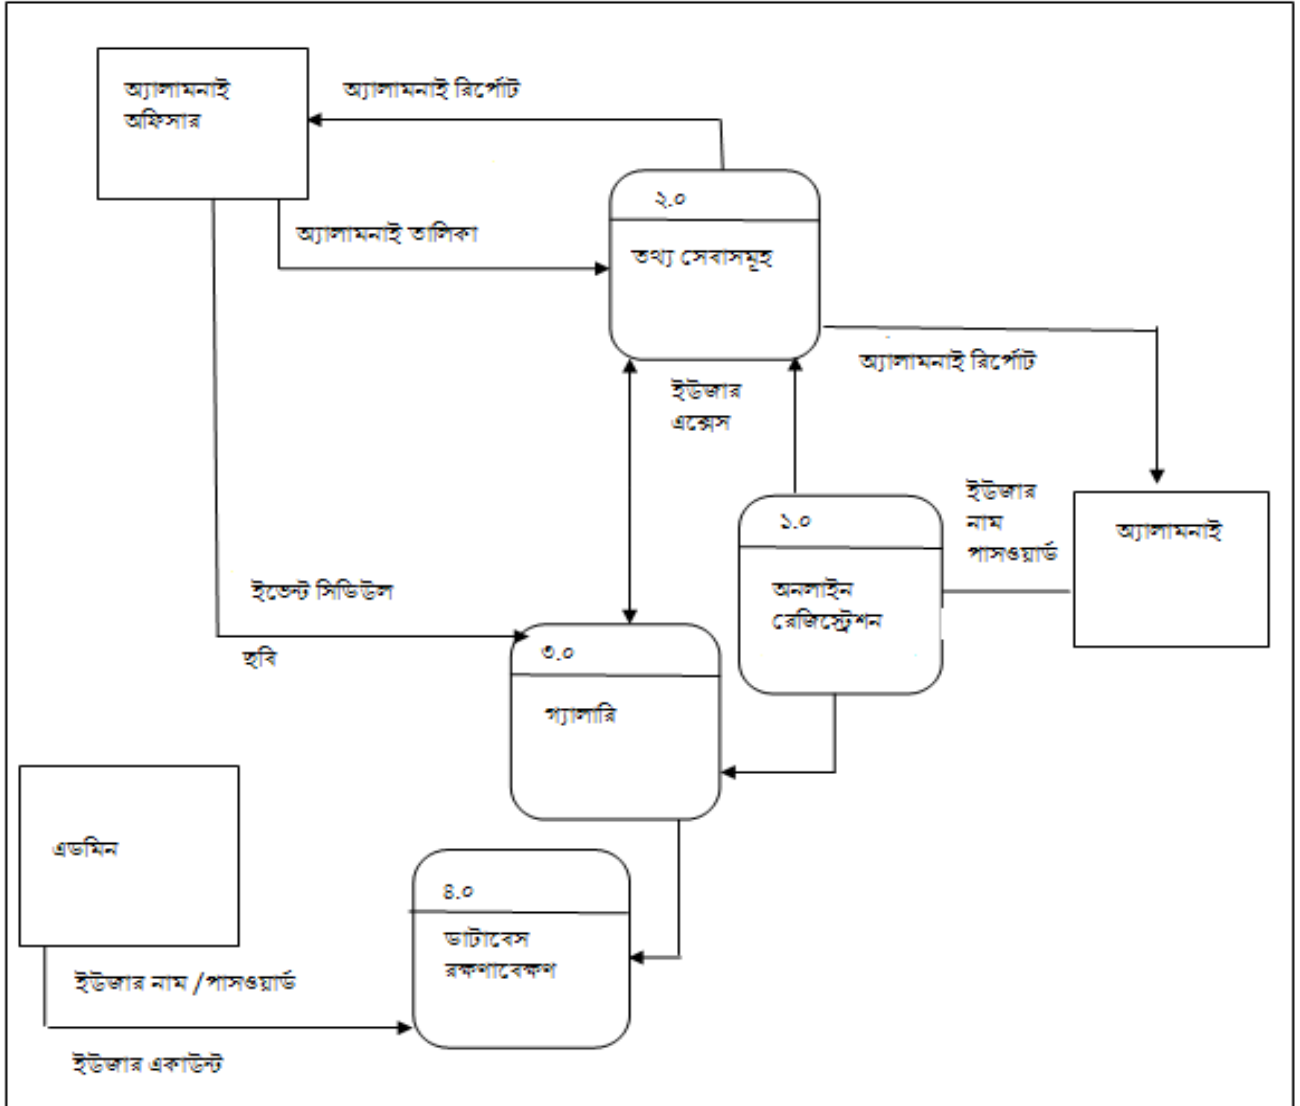 অ্যালামনাই
অফিসার
অ্যালামনাই রির্পোট
২.০
তথ্য সেবাসমূহ
অ্যালামনাই তালিকা
অ্যালামনাই রির্পোট
ইউজার
এক্সেস
ইউজার
নাম
পাসওয়ার্ড
অ্যালামনাই
১.০
অনলাইন
রেজিস্ট্রেশন
ইভেন্ট সিডিউল
ছবি
৩.০
গ্যালারি
এডমিন
৪.০
ডাটাবেস
রক্ষণাবেক্ষণ
ইউজার নাম /পাসওয়ার্ড
ইউজার একাউন্ট